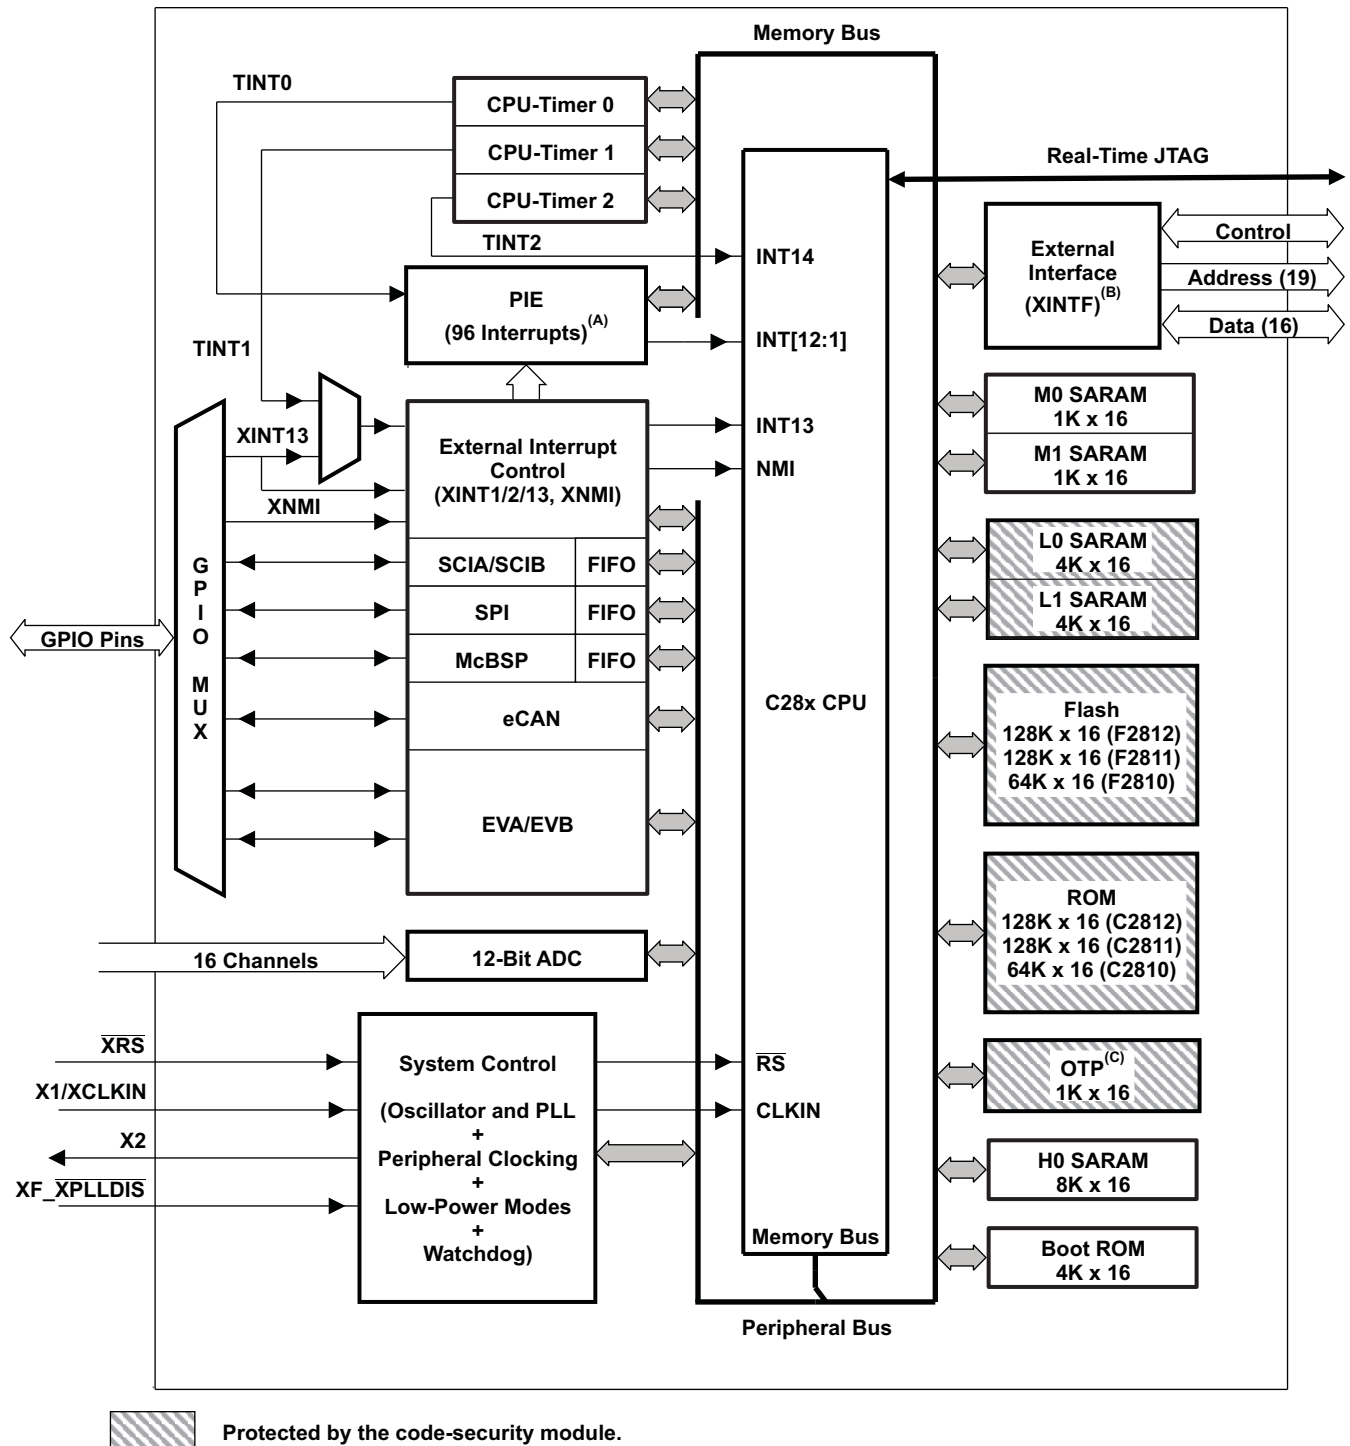 Memory Bus
TINT0
CPU-Timer 0
CPU-Timer 1
CPU-Timer 2
Real-Time JTAG
TINT2
INT14
External
Interface
(XINTF)(B)
Control
Address (19)
Data (16)
PIE
(96 Interrupts)(A)
INT[12:1]
TINT1
XINT13
XNMI
External Interrupt
Control
(XINT1/2/13, XNMI)
INT13
NMI
M0 SARAM
1K x 16
M1 SARAM
1K x 16
L0 SARAM
4K x 16
L1 SARAM
4K x 16
GPIO Pins
GPIO MUX
SCIA/SCIB
FIFO
SPI
FIFO
McBSP
FIFO
eCAN
EVA/EVB
C28x CPU
Flash
128K x 16 (F2812)
128K x 16 (F2811)
64K x 16 (F2810)
ROM
128K x 16 (C2812)
128K x 16 (C2811)
64K x 16 (C2810)
16 Channels
12-Bit ADC
XRS
X1/XCLKIN
X2
XF_XPLLDIS
System Control
(Oscillator and PLL
+
Peripheral Clocking
+
Low-Power Modes
+
Watchdog)
RS
CLKIN
OTP(C)
1K x 16
H0 SARAM
8K x 16
Memory Bus
Boot ROM
4K x 16
Peripheral Bus
Protected by the code-security module.